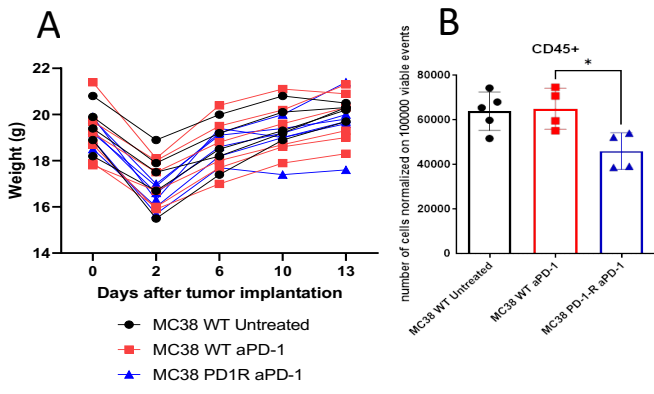 A
Weight (g)
22
20
18
16
14
0 2 6 10 13
Days after tumor implantation
MC38 WT Untreated
MC38 WT aPD-1
MC38 PD1R aPD-1
B
CD45+
*
number of cells normalized on 100000 viable events
80000
60000
40000
20000
0
MC38 WT Untreated
MC38 WT aPD-1
MC38 PD-1-R aPD-1